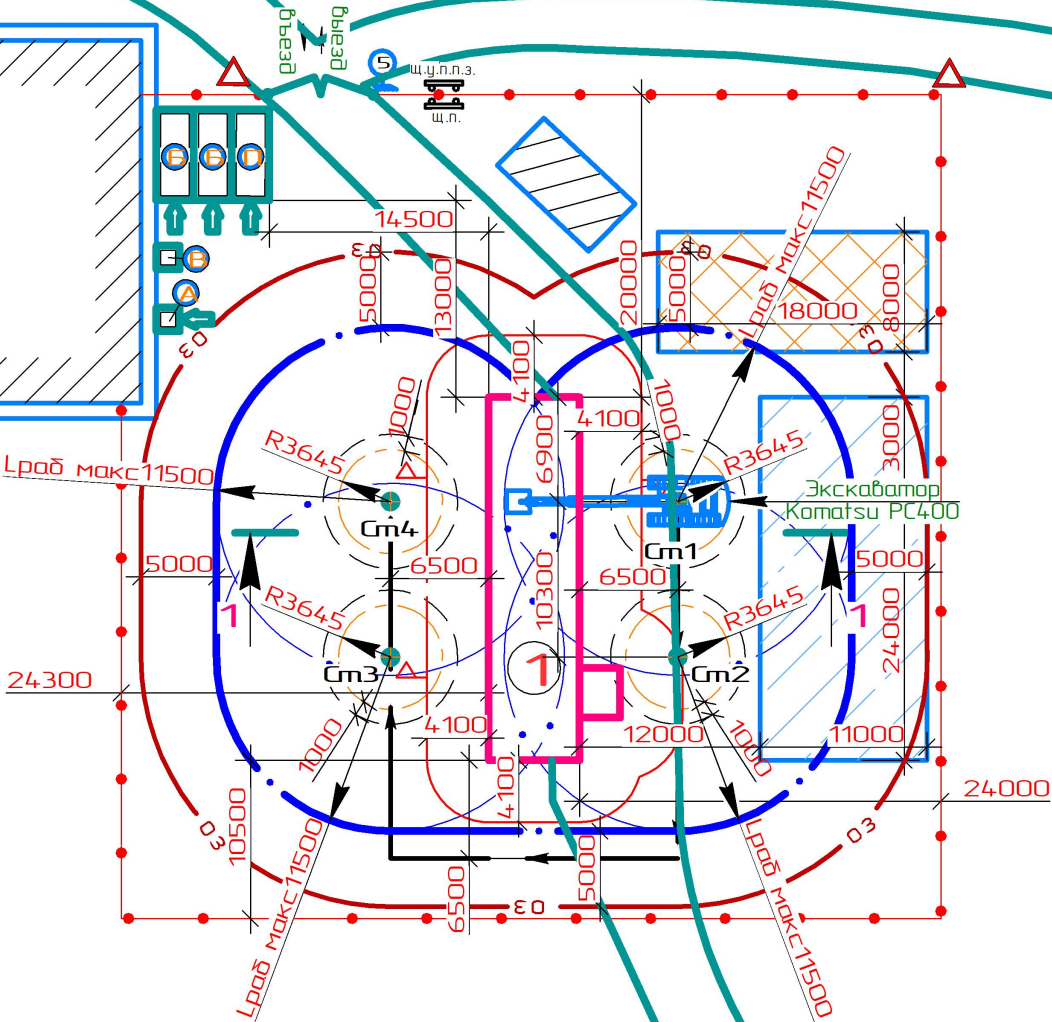 въезд
выезд
5
щ.у.п.п.з.
щ.п.
Б
Б
П
14500
В
А
ОЗ
5000
13000
20000
5000
ОЗ
Lраб макс11500
18000
8000
ОЗ
ОЗ
4100
1000
4100
1000
3000
6900
R3645
R3645
Lраб макс11500
Экскаватор
Komatsu PC400
Ст4
Ст1
5000
6500
10300
6500
5000
R3645
R3645
1
1
24000
1
Ст3
Ст2
24300
4100
12000
11000
1000
1000
4100
24000
10500
ОЗ
ОЗ
6500
5000
ОЗ
Lраб макс11500
Lраб макс11500